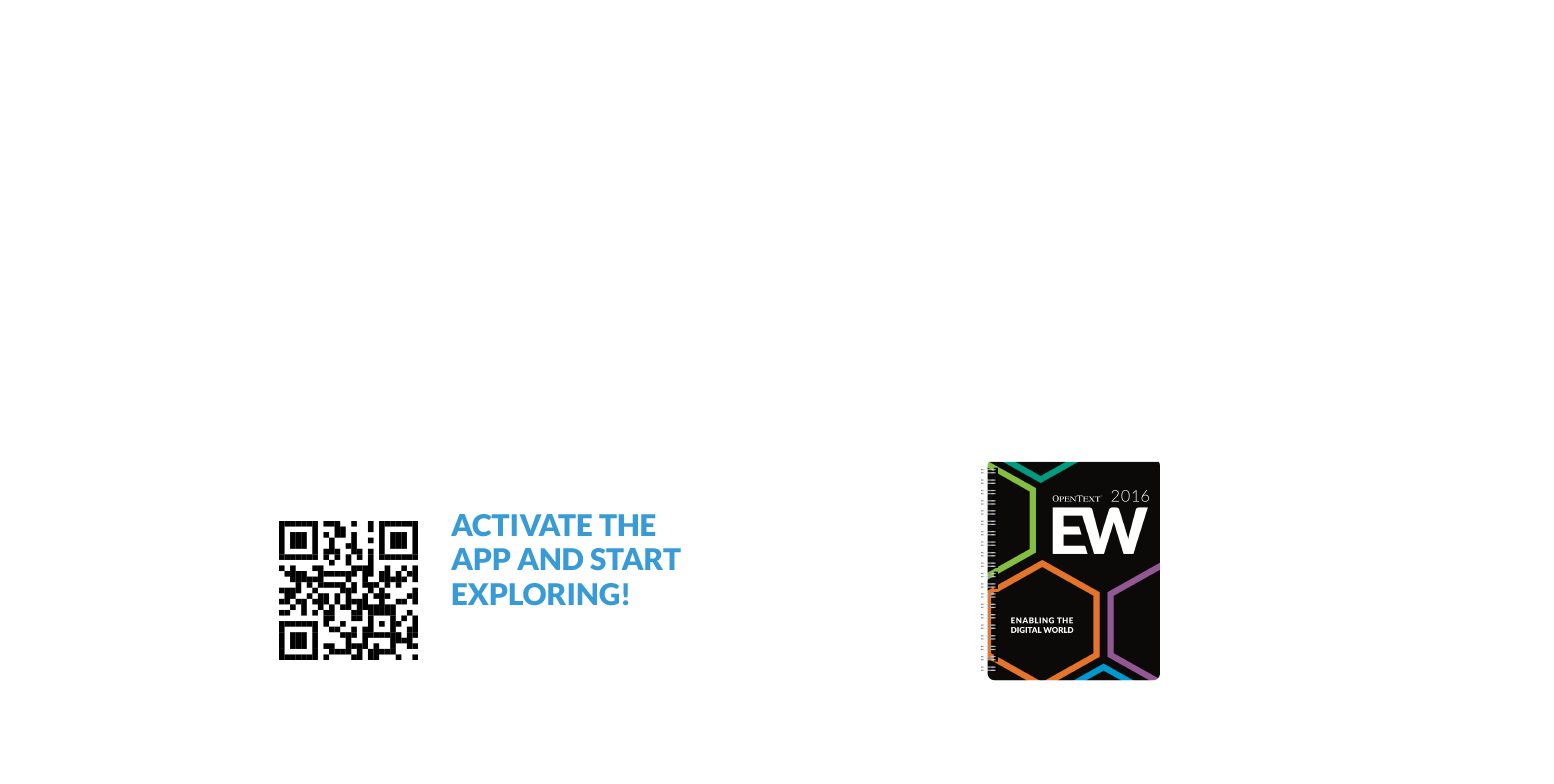 ACTIVATE THE
APP AND START
EXPLORING!
OPENTEXT 2016
EW
ENABLING THE
DIGITAL WORLD